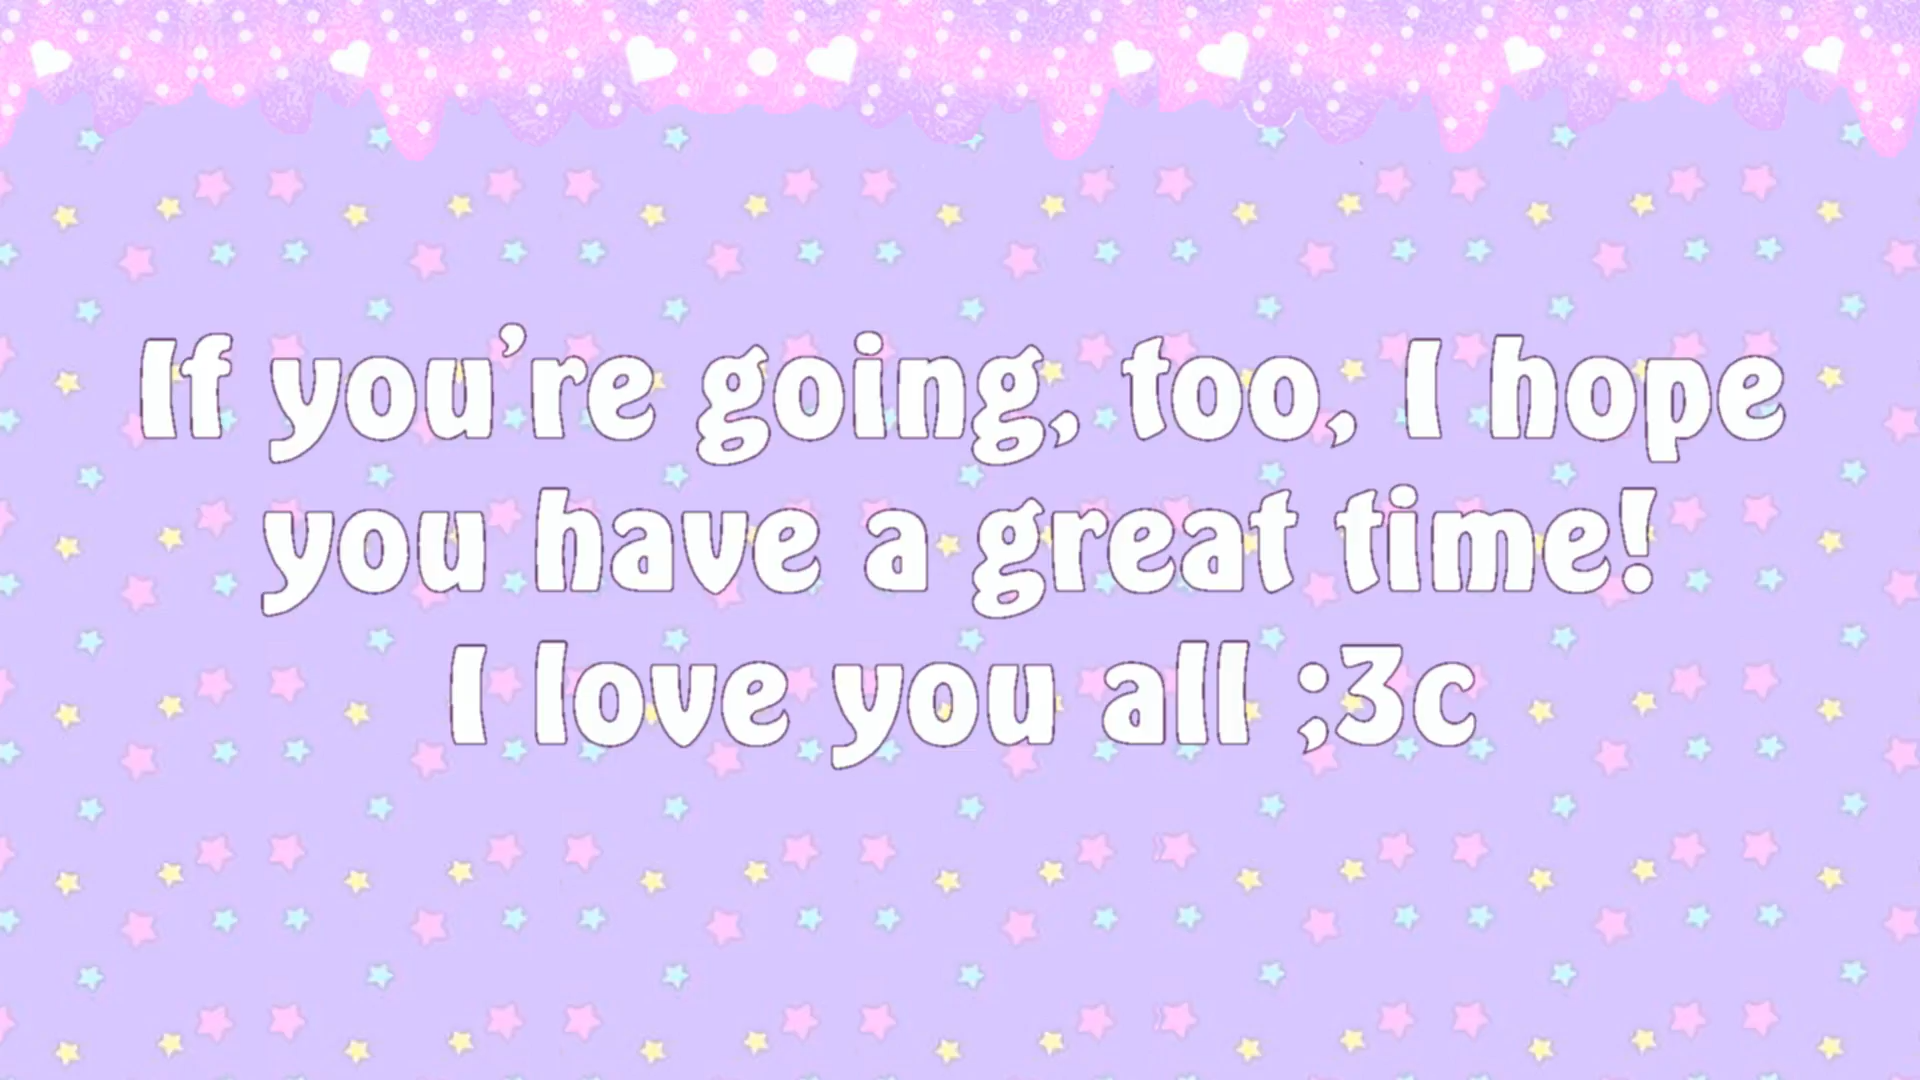 If you’re going, too, I hope
you have a great time!
I love you all ;3c